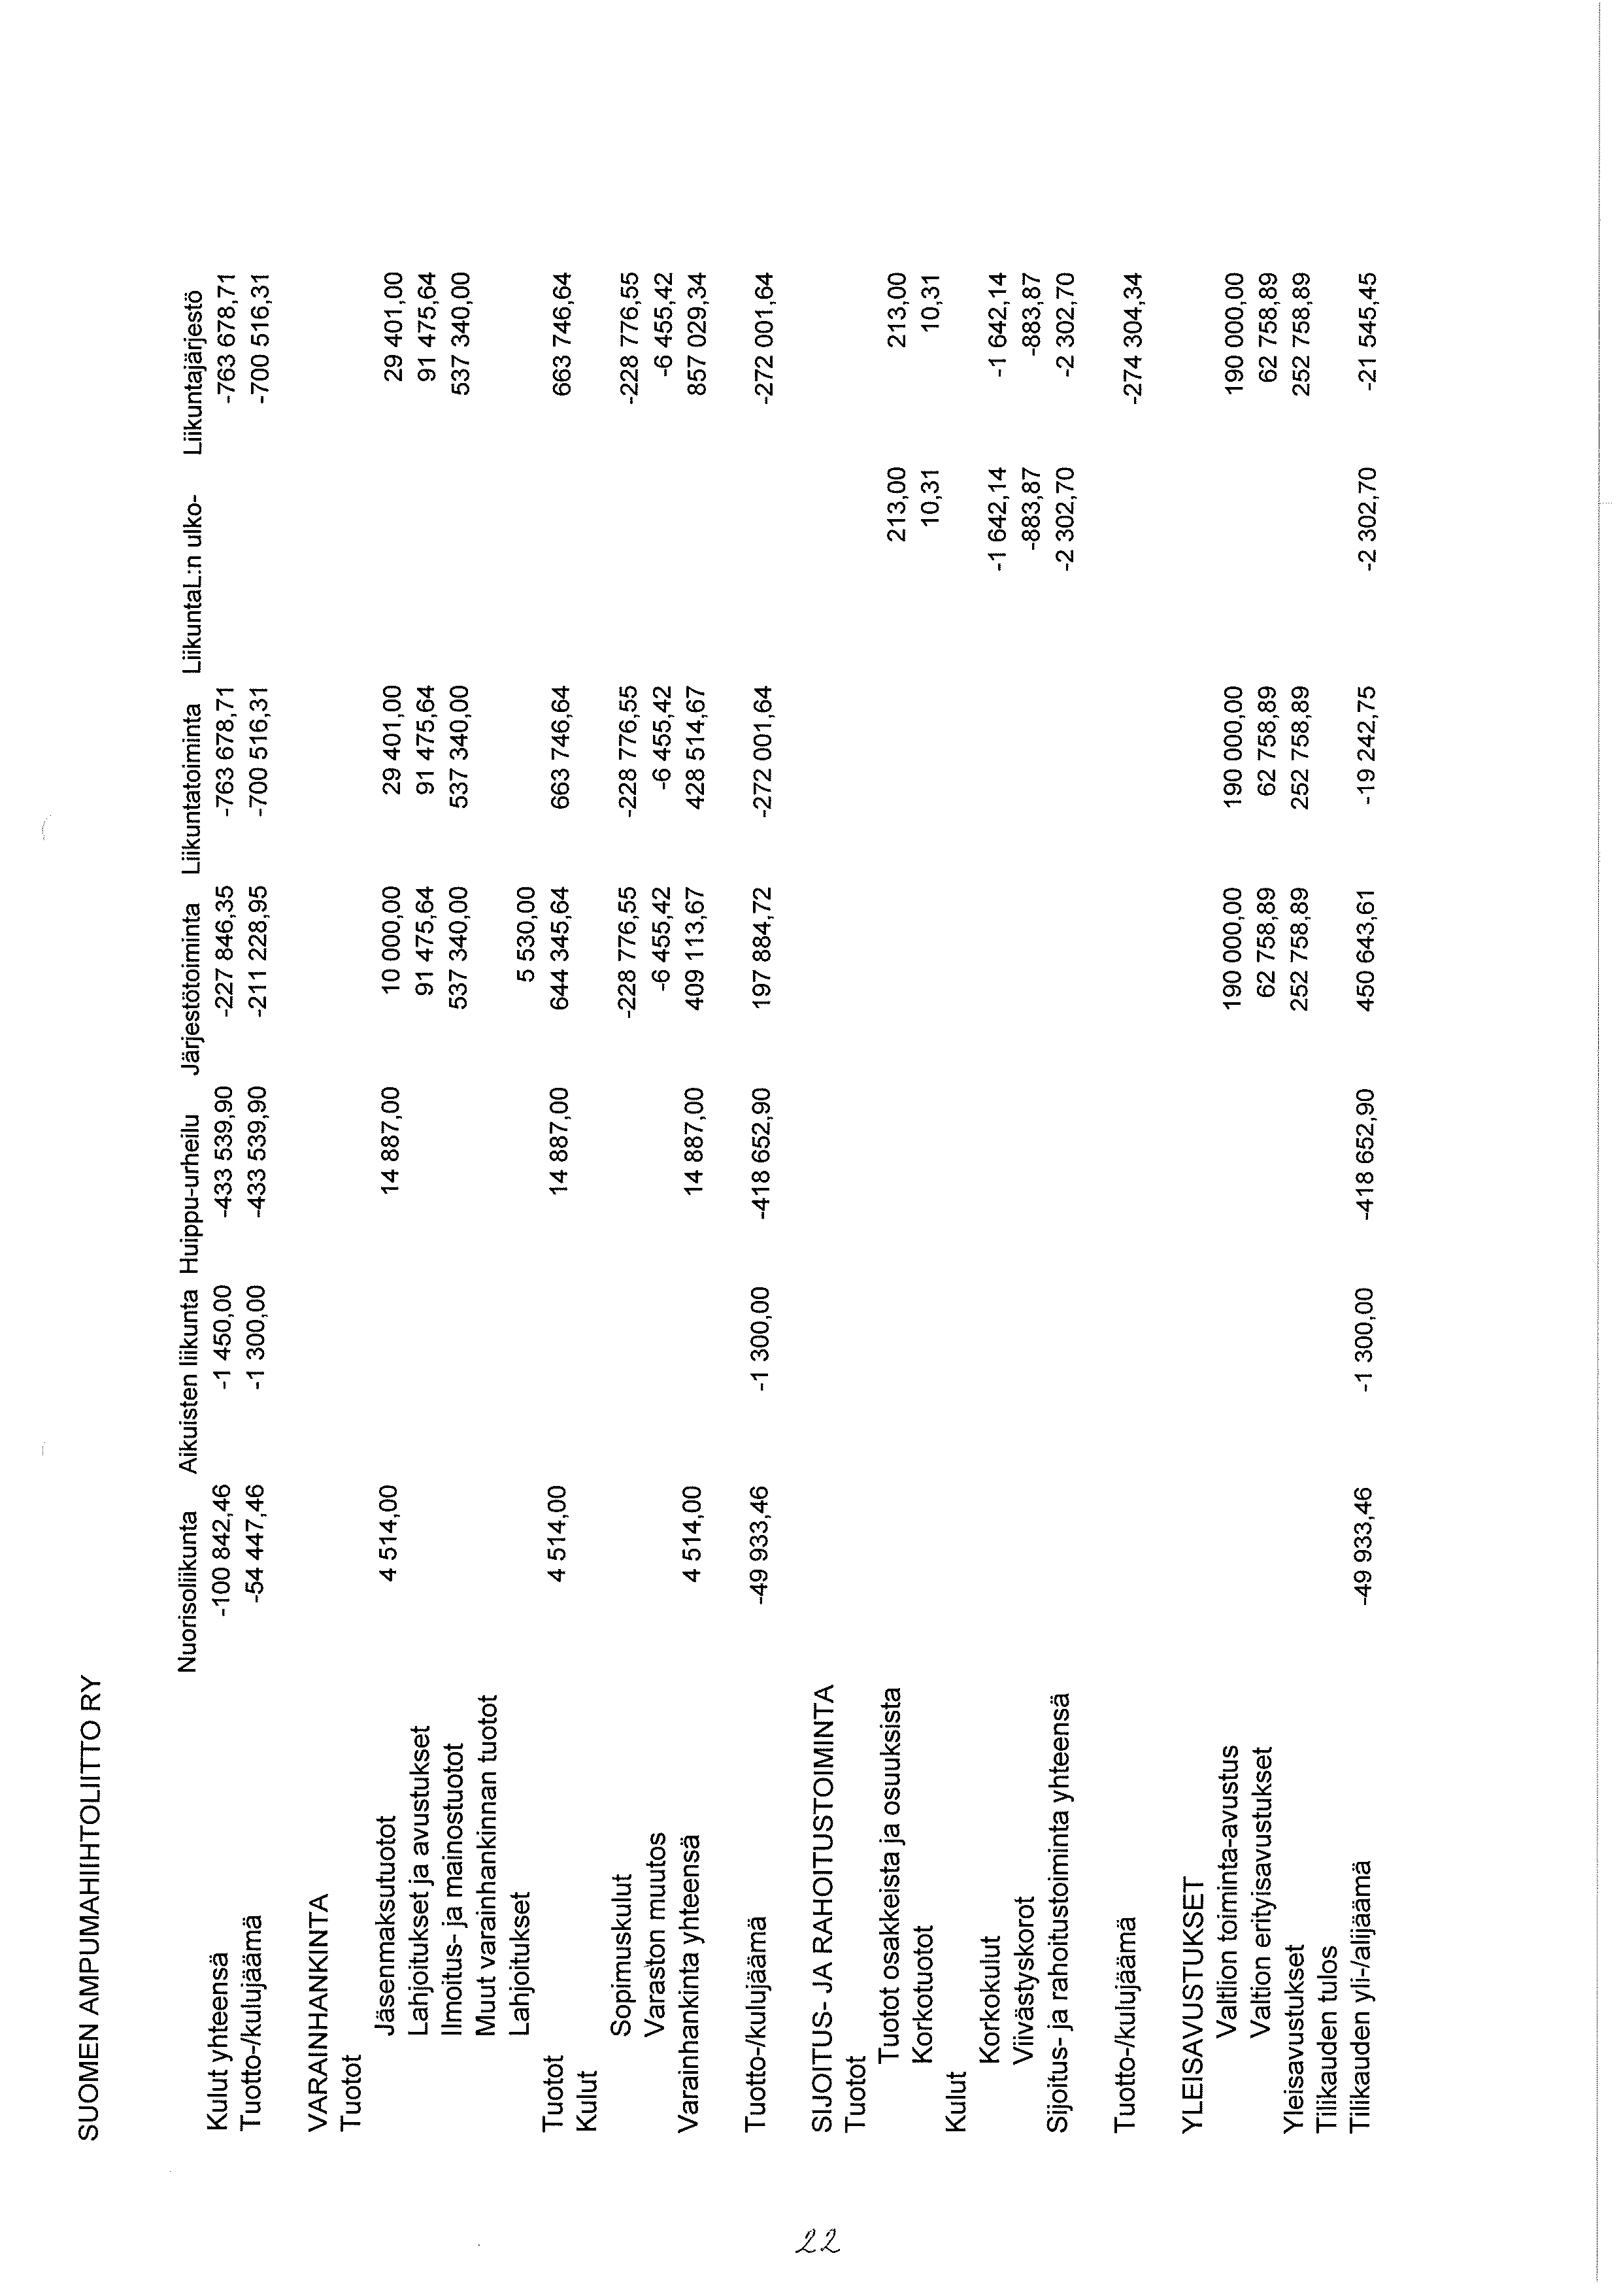 SUOMEN AMPUMAHIIHTOLIITTO RY
Nuorisoliikunta Aikuisten liikunta Huippu-urheilu Järjestötoiminta Liikuntatoiminta LiikuntaL:n ulko- Liikuntajärjestö
Kulut yhteensä -100 842,46 -1 450,00 -433 539,90 -227 846,35 -763 678,71 -763 678,71
Tuotto-/kulujäämä -54 447,46 -1 300,00 -433 539,90 -211 228,95 -700 516,31 -700 516,31
VARAINHANKINTA
Tuotot
Jäsenmaksutuotot 4 514,00 14 887,00 10 000,00 29 401,00 29 401,00
Lahjoitukset ja avustukset 91 475,64 91 475,64 91 475,64
Ilmoitus- ja mainostuotot 537 340,00 537 340,00 537 340,00
Muut varainhankinnan tuotot
Lahjoitukset 5 530,00
Tuotot 4 514,00 14 887,00 644 345,64 663 746,64 663 746,64
Kulut
Sopimuskulut -228 776,55 -228 776,55 -228 776,55
Varaston muutos -6 455,42 -6 455,42 -6 455,42
Varainhankinta yhteensä 4 514,00 14 887,00 409 113,67 428 514,67 857 029,34
Tuotto-/kulujäämä -49 933,46 -1 300,00 -418 652,90 197 884,72 -272 001,64 -272 001,64
SIJOITUS- JA RAHOITUSTOIMINTA
Tuotot
Tuotot osakkeista ja osuuksista 213,00 213,00
Korkotuotot 10,31 10,31
Kulut
Korkokulut -1 642,14 -1 642,14
Viivästyskorot -883,87 -883,87
Sijoitus- ja rahoitustoiminta yhteensä -2 302,70 -2 302,70
Tuotto-/kulujäämä -274 304,34
YLEISAVUSTUKSET
Valtion toiminta-avustus 190 000,00 190 000,00 190 000,00
Valtion erityisavustukset 62 758,89 62 758,89 62 758,89
Yleisavustukset 252 758,89 252 758,89 252 758,89
Tilikauden tulos
Tilikauden yli-/alijäämä -49 933,46 -1 300,00 -418 652,90 450 643,61 -19 242,75 -2 302,70 -21 545,45
22